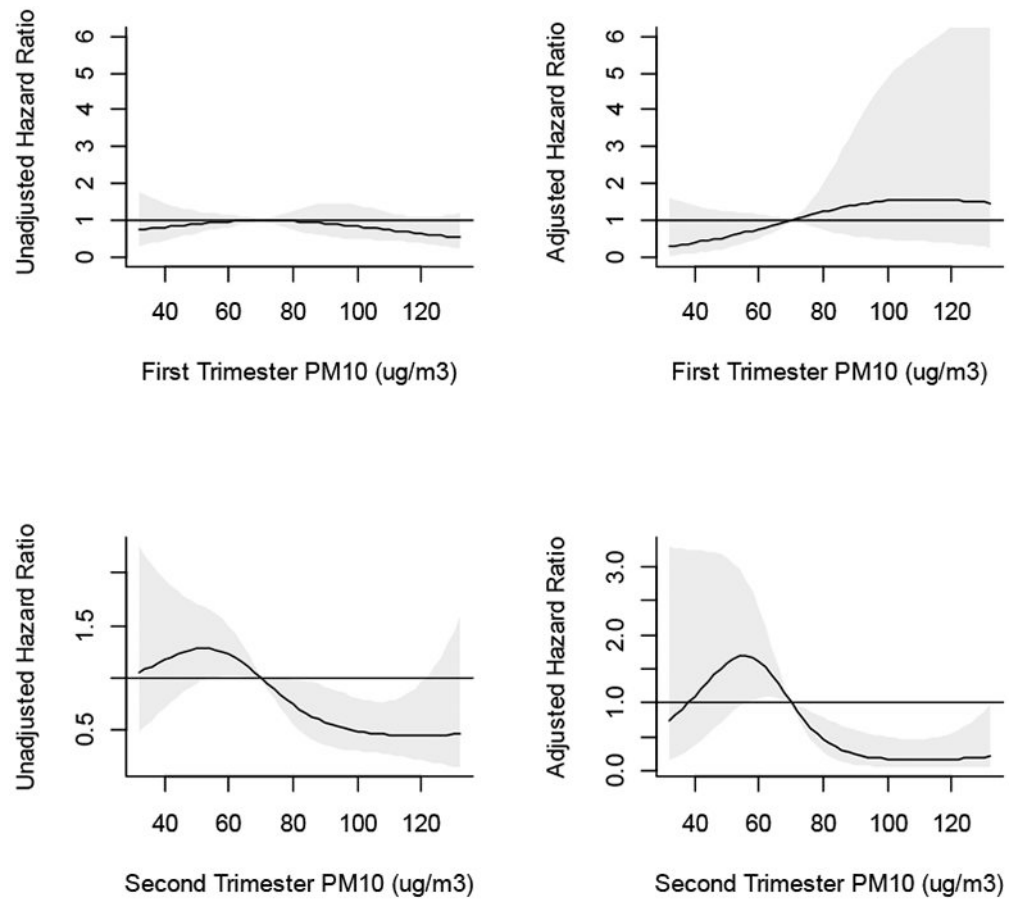 Unadjusted Hazard Ratio
6
5
4
3
2
1
0
40 60 80 100 120
First Trimester PM10 (ug/m3)
Adjusted Hazard Ratio
6
5
4
3
2
1
0
40 60 80 100 120
First Trimester PM10 (ug/m3)
Unadjusted Hazard Ratio
1.5
0.5
40 60 80 100 120
Second Trimester PM10 (ug/m3)
Adjusted Hazard Ratio
3.0
2.0
1.0
0.0
40 60 80 100 120
Second Trimester PM10 (ug/m3)